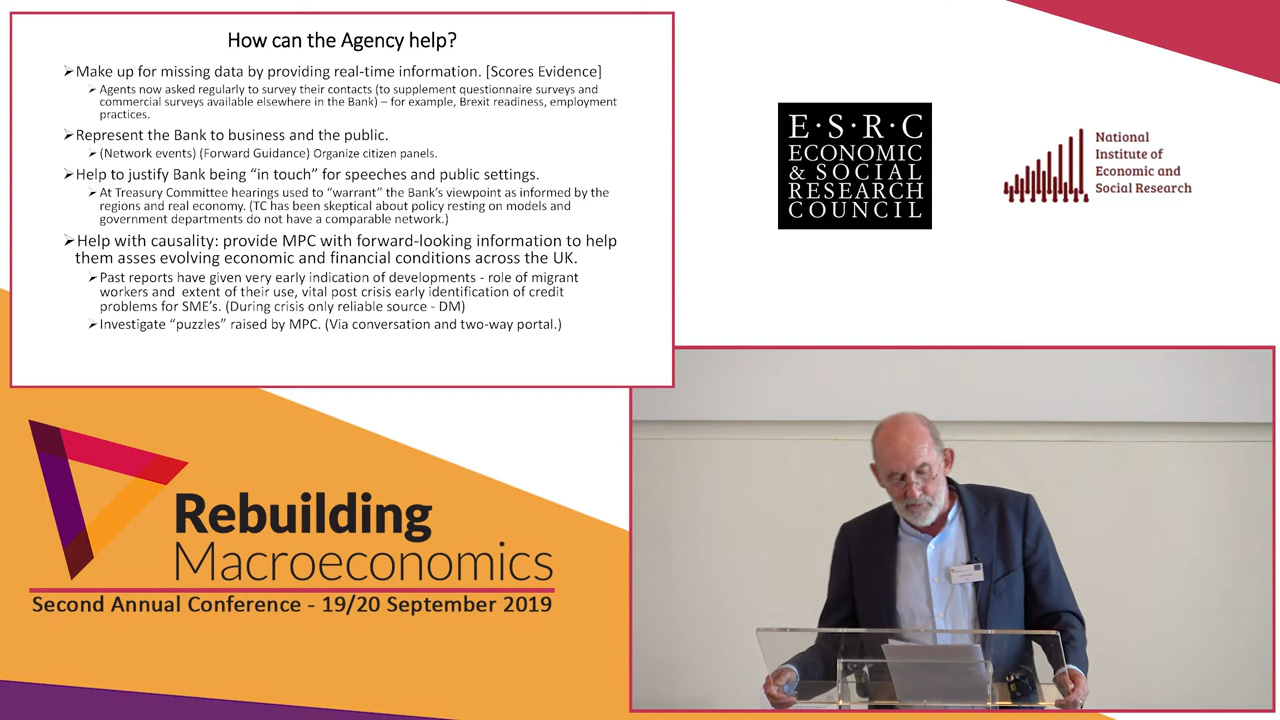 How can the Agency help?
➢Make up for missing data by providing real-time information. [Scores Evidence]
➢Agents now asked regularly to survey their contacts (to supplement questionnaire surveys and
commercial surveys available elsewhere in the Bank) – for example, Brexit readiness, employment
practices.
➢Represent the Bank to business and the public.
➢(Network events) (Forward Guidance) Organize citizen panels.
➢Help to justify Bank being “in touch” for speeches and public settings.
➢At Treasury Committee hearings used to “warrant” the Bank’s viewpoint as informed by the
regions and real economy. (TC has been skeptical about policy resting on models and
government departments do not have a comparable network.)
➢Help with causality: provide MPC with forward-looking information to help
them asses evolving economic and financial conditions across the UK.
➢Past reports have given very early indication of developments - role of migrant
workers and extent of their use, vital post crisis early identification of credit
problems for SME’s. (During crisis only reliable source - DM)
➢Investigate “puzzles” raised by MPC. (Via conversation and two-way portal.)
E·S·R·C
ECONOMIC
& SOCIAL
RESEARCH
COUNCIL
National
Institute of
Economic and
Social Research
Rebuilding
Macroeconomics
Second Annual Conference - 19/20 September 2019